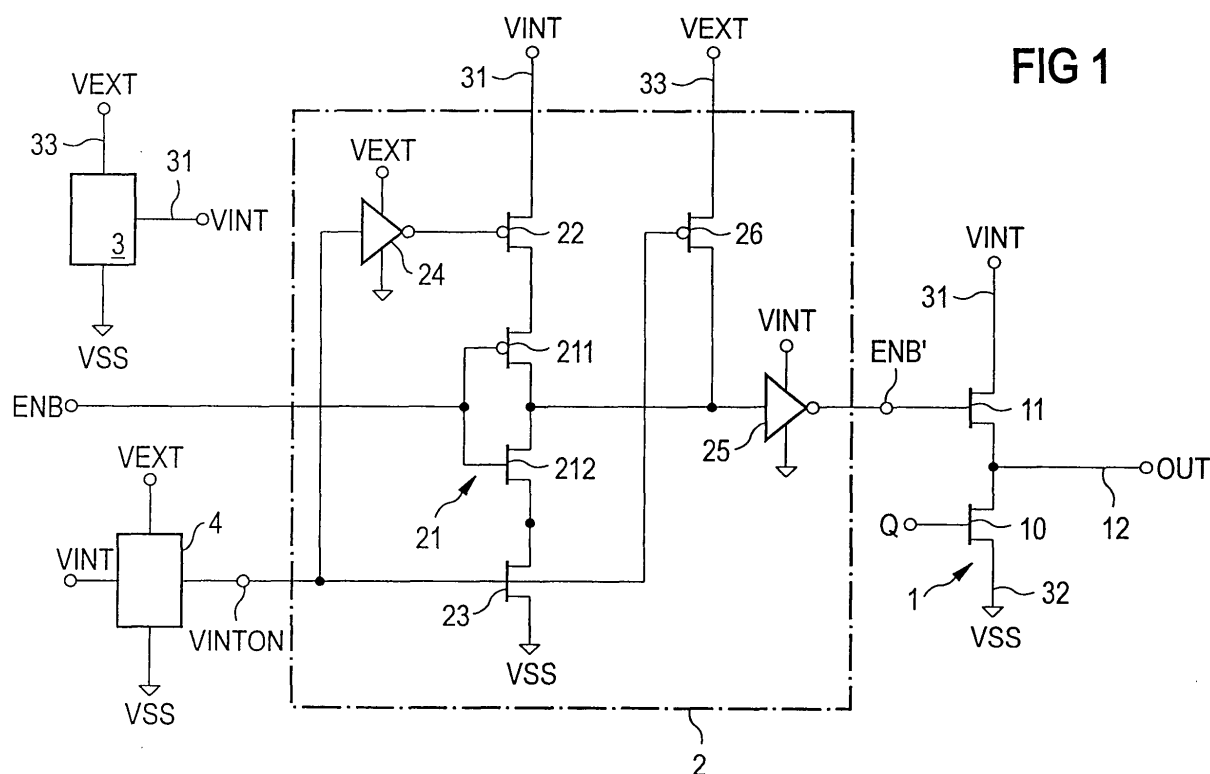 FIG 1
VINT
VEXT
31
33
VEXT
33
31
VINT
3
VSS
VEXT
24
22
26
VINT
31
VINT
211
ENB'
11
ENB
25
212
OUT
VEXT
21
12
4
Q
10
VINT
23
1
32
VINTON
VSS
VSS
VSS
2